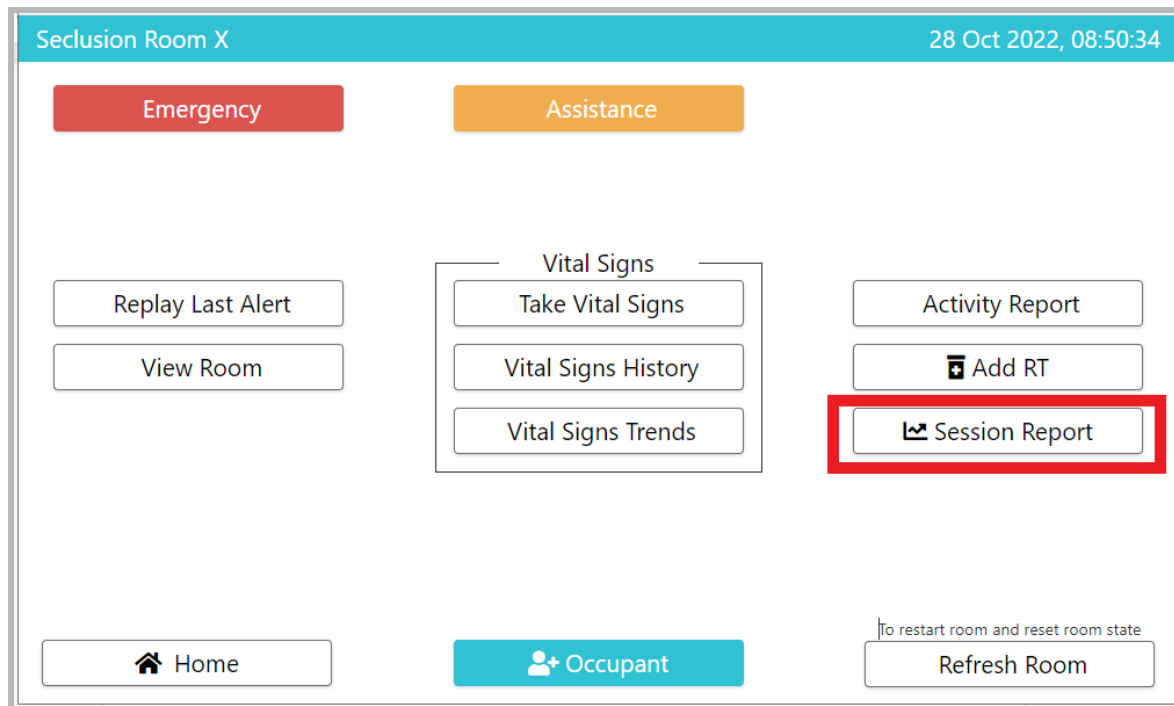 Seclusion Room X
28 Oct 2022, 08:50:34
Emergency
Assistance
Vital Signs
Replay Last Alert
Take Vital Signs
Activity Report
View Room
Vital Signs History
Add RT
Vital Signs Trends
Session Report
To restart room and reset room state
Home
Occupant
Refresh Room